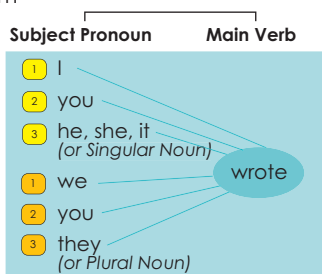 Subject Pronoun Main Verb
1 I
2 you
3 he, she, it
(or Singular Noun)
wrote
1 we
2 you
3 they
(or Plural Noun)